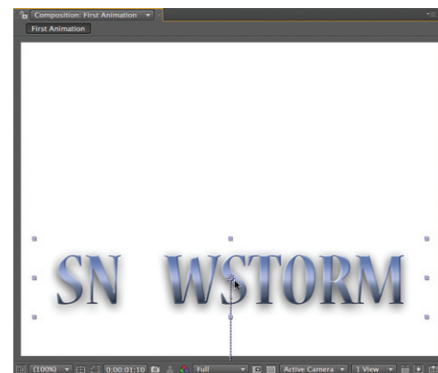 Composition: First Animation
First Animation
SN WSTORM
(100%) 0:00:01:10 Full Active Camera 1 View